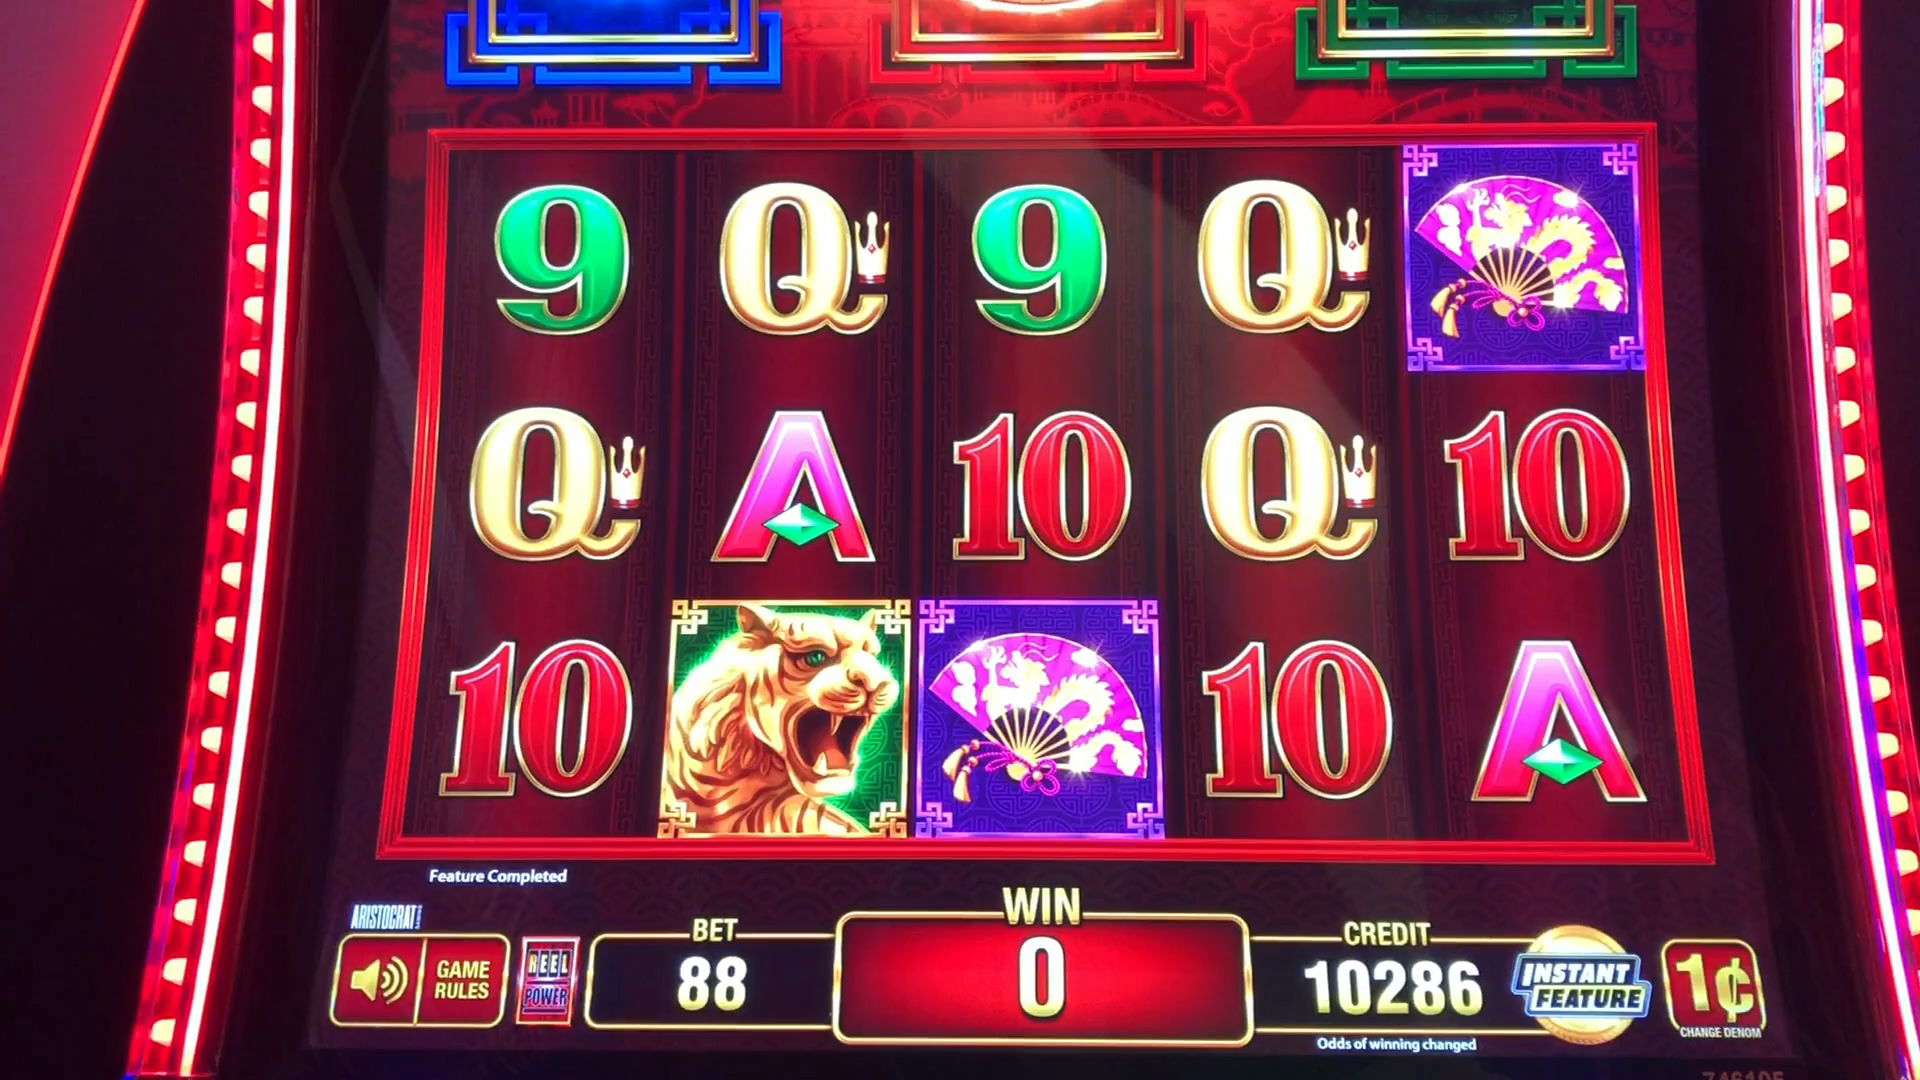 9 Q 9 Q
Q A 10 Q 10
10 10 A
Feature Completed
ARISTOCRAT
GAME
RULES
REEL
POWER
BET
88
WIN
0
CREDIT
10286
Odds of winning changed
INSTANT
FEATURE
1¢
CHANGE DENOM